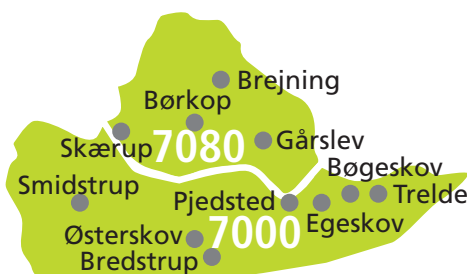 Brejning
Børkop
Skærup 7080 Gårslev
Bøgeskov
Smidstrup
Pjedsted
Trelde
Egeskov
Østerskov 7000
Bredstrup